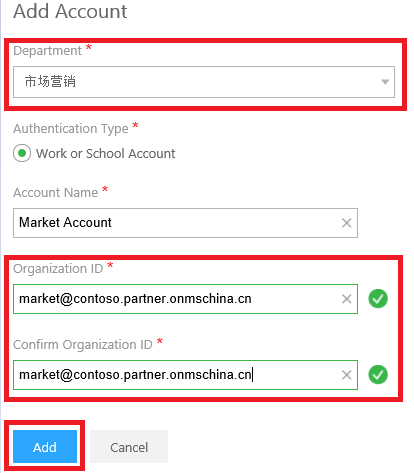 Add Account
Department *
市场营销
Authentication Type *
Work or School Account
Account Name *
Market Account
Organization ID *
market@contoso.partner.onmschina.cn
Confirm Organization ID *
market@contoso.partner.onmschina.cn
Add Cancel